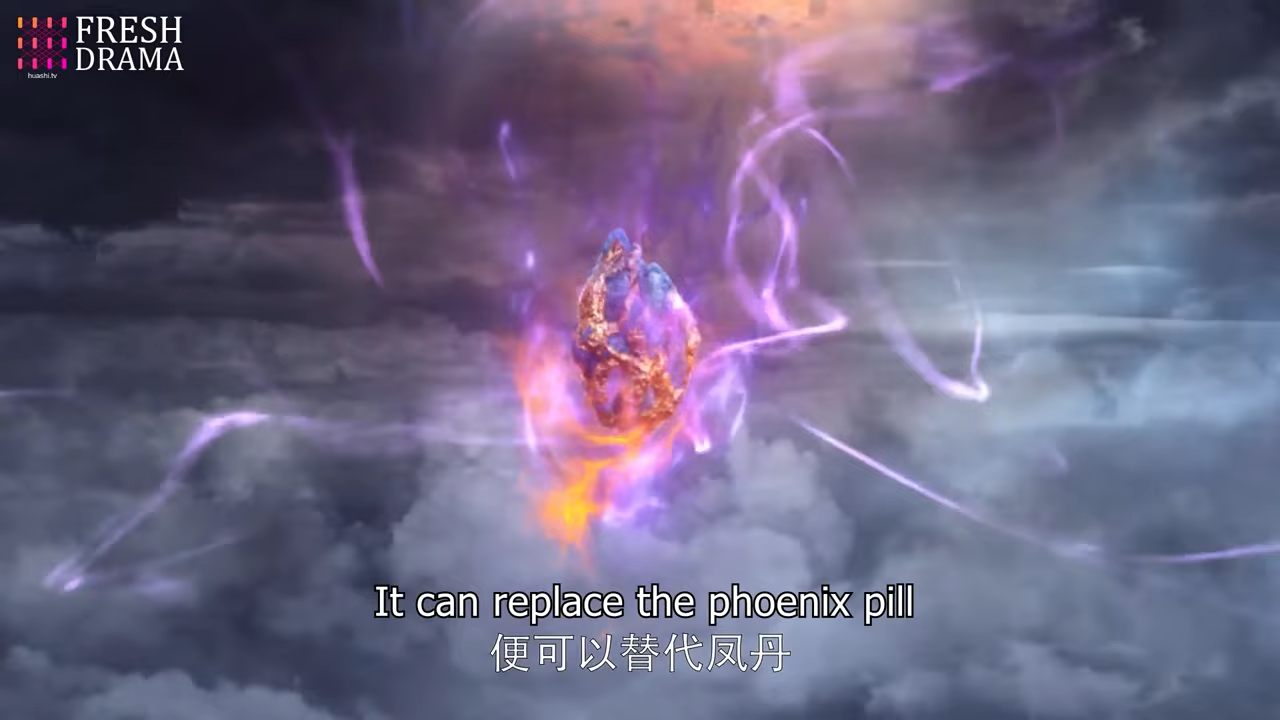 FRESH
DRAMA
huashi.tv
It can replace the phoenix pill
便可以替代凤丹